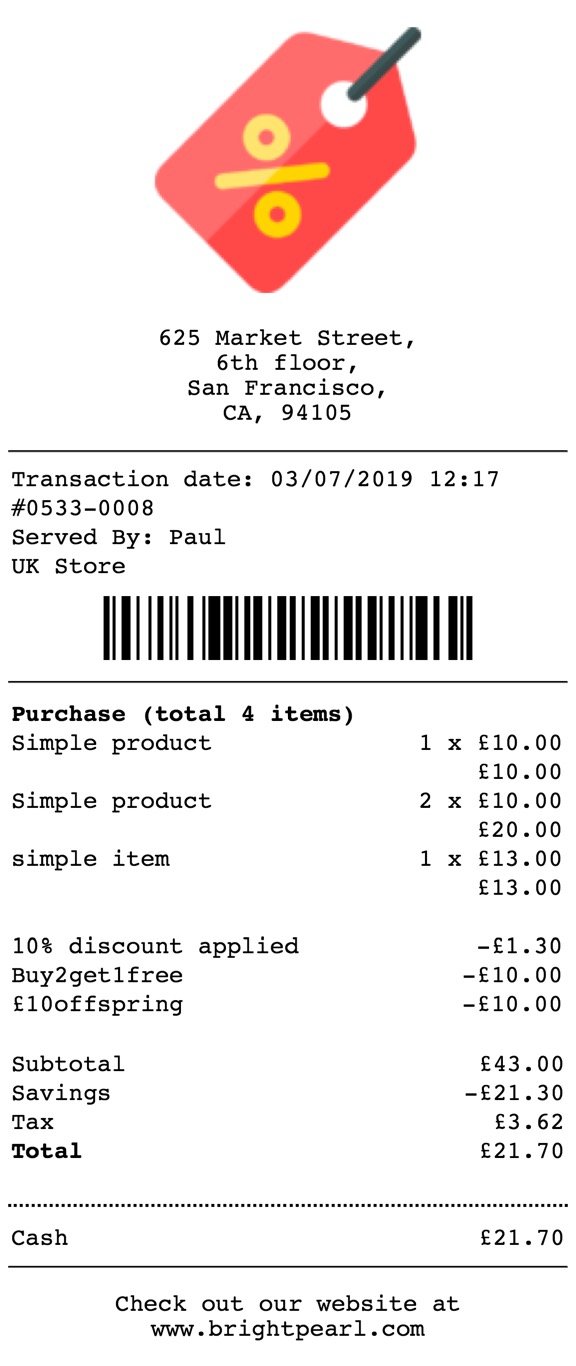 625 Market Street,
6th floor,
San Francisco,
CA, 94105
Transaction date: 03/07/2019 12:17
#0533-0008
Served By: Paul
UK Store
Purchase (total 4 items)
Simple product 1 x £10.00
£10.00
Simple product 2 x £10.00
£20.00
simple item 1 x £13.00
£13.00
10% discount applied -£1.30
Buy2get1free -£10.00
£10offspring -£10.00
Subtotal £43.00
Savings -£21.30
Tax £3.62
Total £21.70
Cash £21.70
Check out our website at
www.brightpearl.com